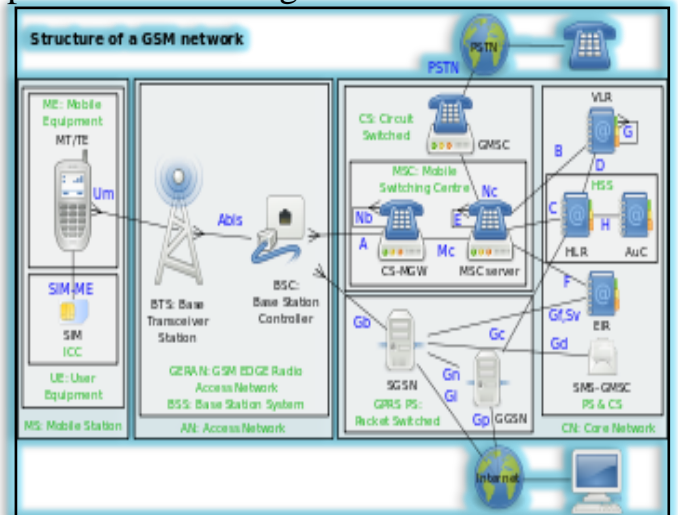 Structure of a GSM network
PSTN
PSTN
ME: Mobile
Equipment
MT/TE
Um
SIM-ME
SIM
ICC
UE: User
Equipment
MS: Mobile Station
Abis
BTS: Base
Transceiver
Station
BSC:
Base Station
Controller
GERAN: GSM EDGE Radio
Access Network
BSS: Base Station System
AN: Access Network
CS: Circuit
Switched
GMSC
MSC: Mobile
Switching Centre
Nc
Nb
E
A
Mc
CS-MGW
MSC server
VLR
G
B
D
HSS
C
H
HLR
AuC
F
EIR
Gb
Gf,Sv
Gc
Gd
SGSN
Gn
Gi
SMS-GMSC
GPRS PS:
Packet Switched
Gp
GGSN
PS & CS
CN: Core Network
Internet